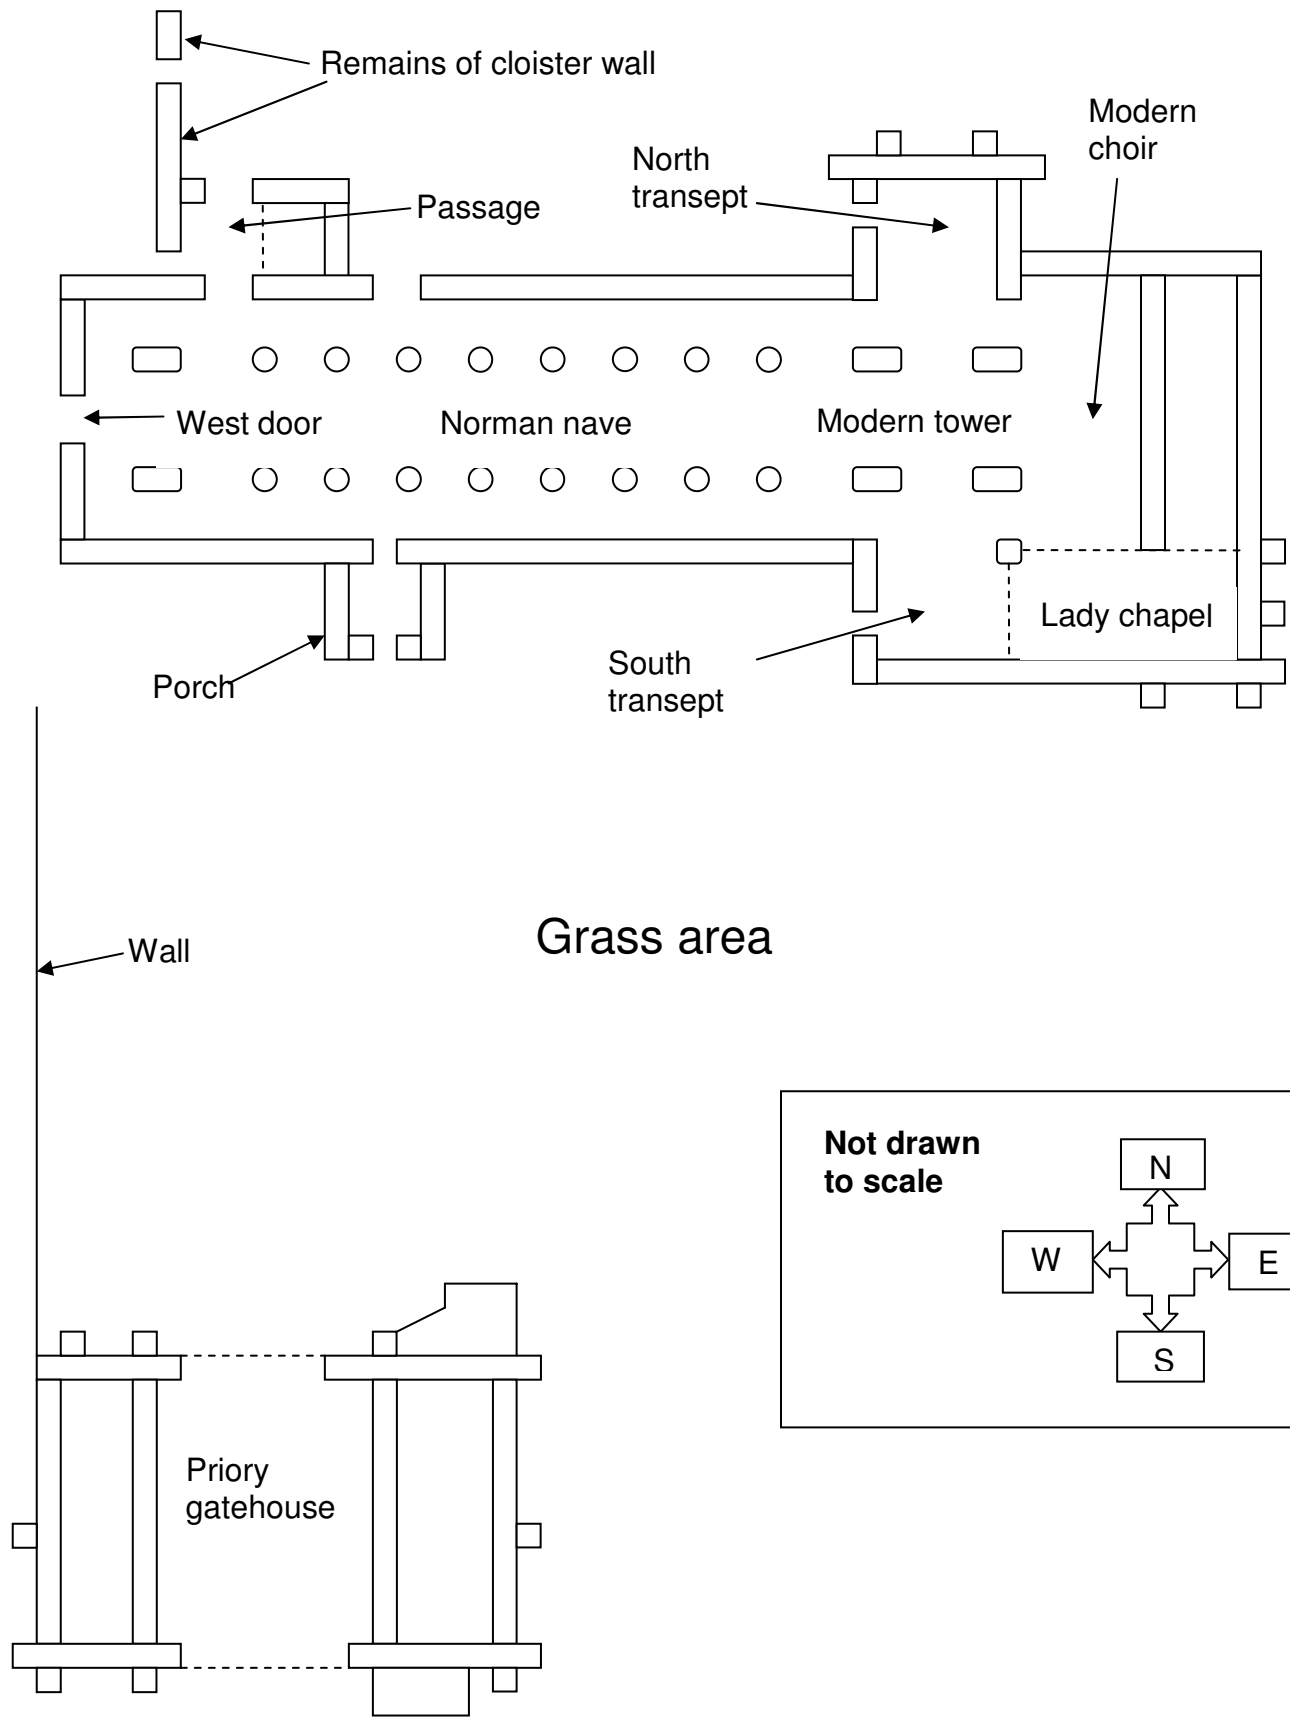 Remains of cloister wall
Modern
choir
North
transept
Passage
West door
Norman nave
Modern tower
Lady chapel
South
transept
Porch
Wall
Grass area
Not drawn
to scale
N
W
E
S
Priory
gatehouse